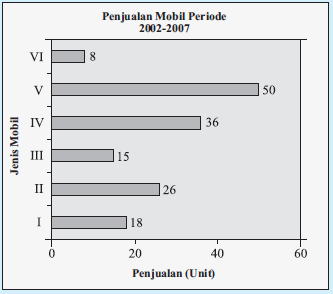 Penjualan Mobil Periode
2002-2007
Jenis Mobil
VI 8
V 50
IV 36
III 15
II 26
I 18
0 20 40 60
Penjualan (Unit)